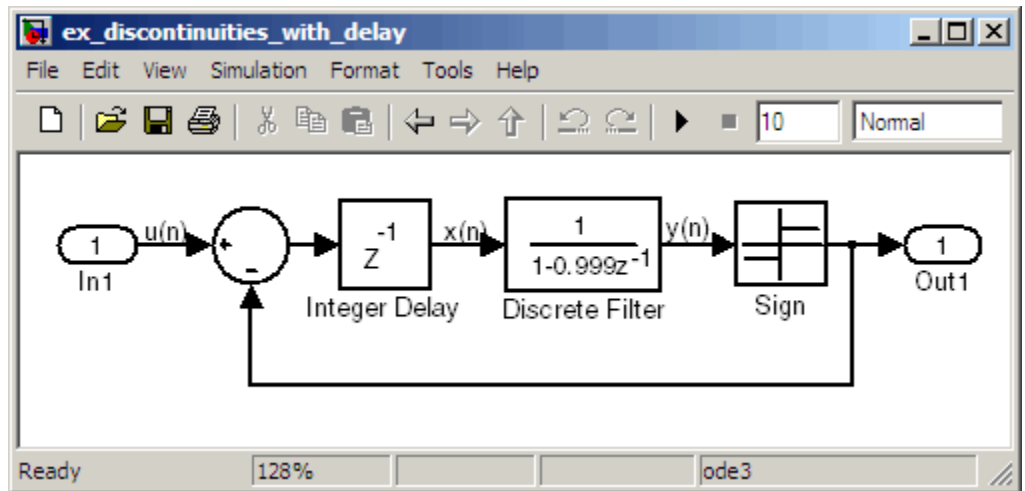 ex_discontinuities_with_delay
File Edit View Simulation Format Tools Help
10 Normal
1
In1
u(n)
+
-
-1
Z
Integer Delay
x(n)
1
1-0.999z-1
Discrete Filter
y(n)
Sign
1
Out1
Ready 128% ode3